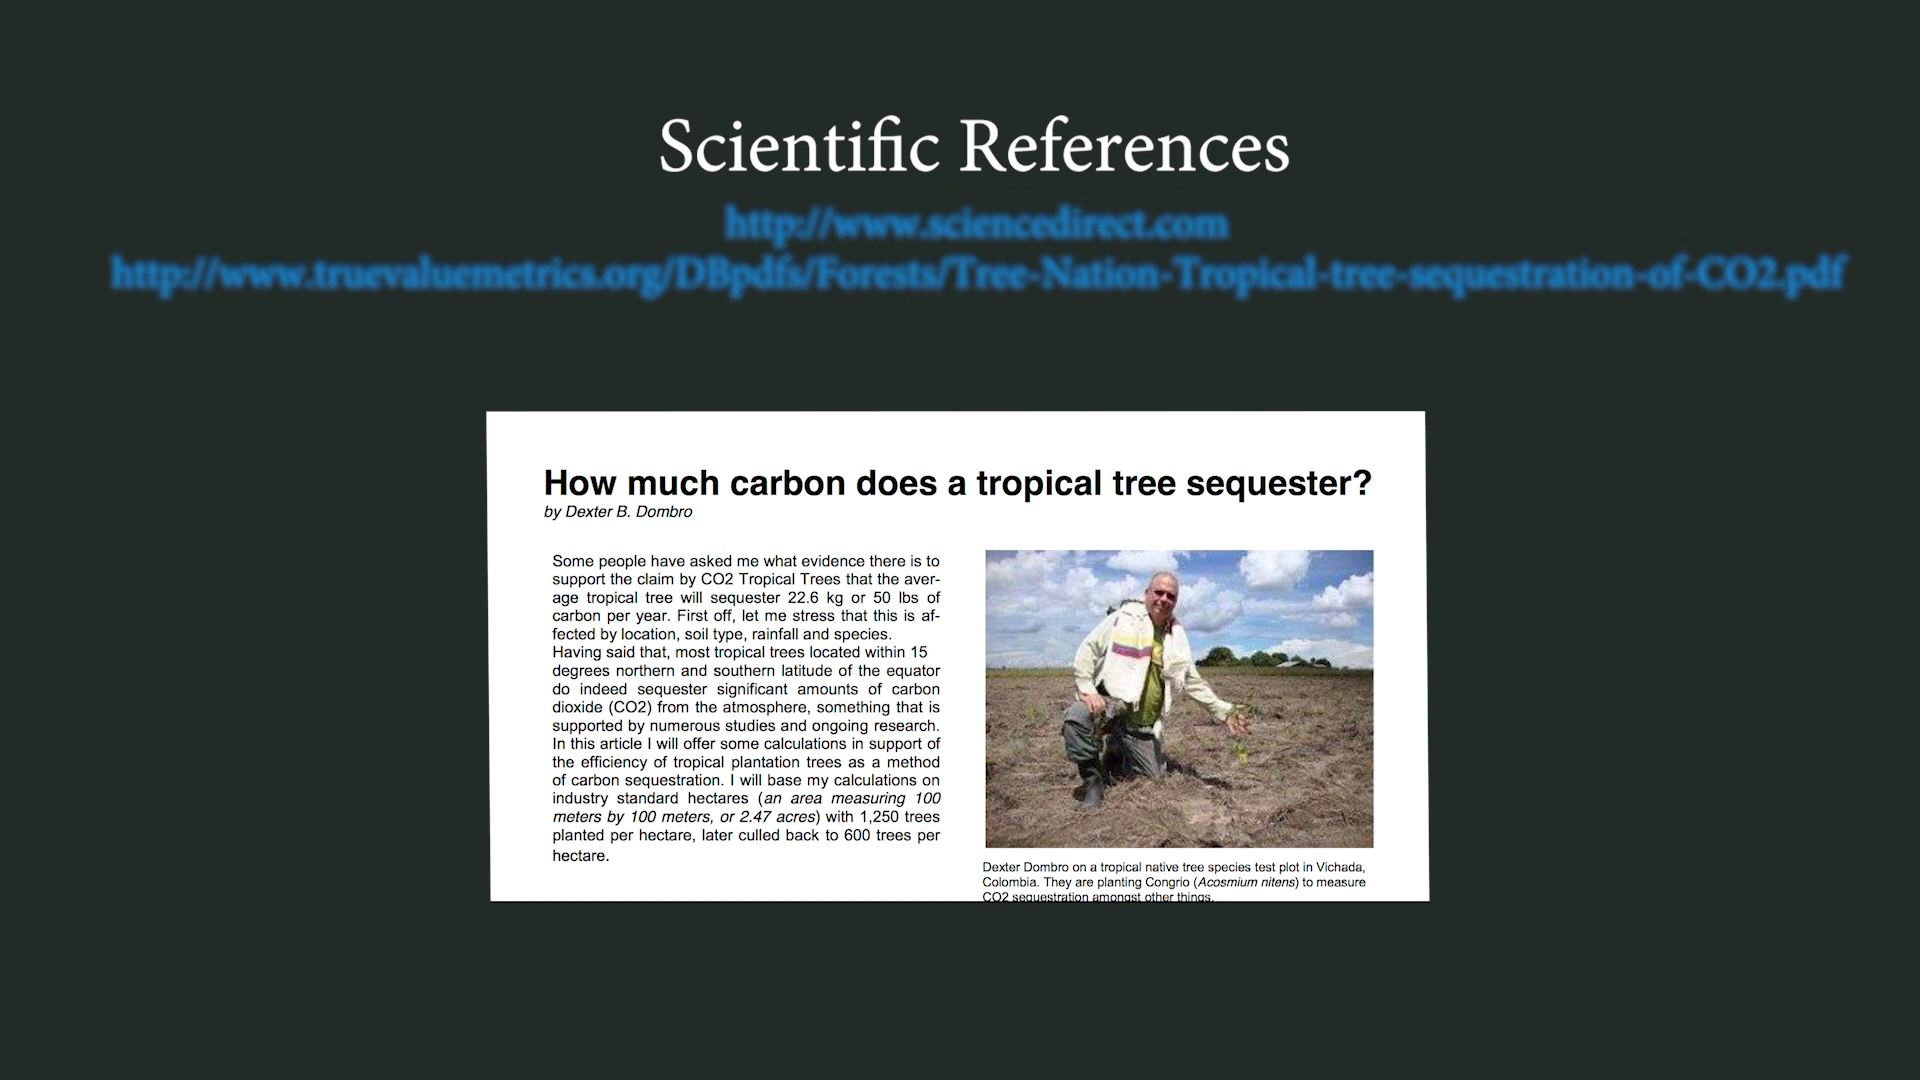 Scientific References
http://www.sciencedirect.com
http://www.truevaluemetrics.org/DBpdfs/Forests/Tree-Nation-Tropical-tree-sequestration-of-CO2.pdf
How much carbon does a tropical tree sequester?
by Dexter B. Dombro
Some people have asked me what evidence there is to
support the claim by CO2 Tropical Trees that the aver-
age tropical tree will sequester 22.6 kg or 50 lbs of
carbon per year. First off, let me stress that this is af-
fected by location, soil type, rainfall and species.
Having said that, most tropical trees located within 15
degrees northern and southern latitude of the equator
do indeed sequester significant amounts of carbon
dioxide (CO2) from the atmosphere, something that is
supported by numerous studies and ongoing research.
In this article I will offer some calculations in support of
the efficiency of tropical plantation trees as a method
of carbon sequestration. I will base my calculations on
industry standard hectares (an area measuring 100
meters by 100 meters, or 2.47 acres) with 1,250 trees
planted per hectare, later culled back to 600 trees per
hectare.
Dexter Dombro on a tropical native tree species test plot in Vichada,
Colombia. They are planting Congrio (Acosmium nitens) to measure
CO2 sequestration amongst other things.